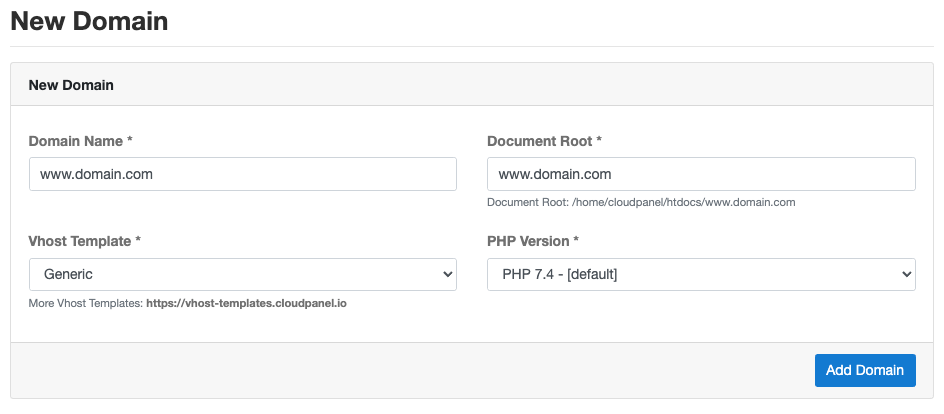 New Domain
New Domain
Domain Name *
www.domain.com
Document Root *
www.domain.com
Document Root: /home/cloudpanel/htdocs/www.domain.com
Vhost Template *
Generic
More Vhost Templates: https://vhost-templates.cloudpanel.io
PHP Version *
PHP 7.4 - [default]
Add Domain